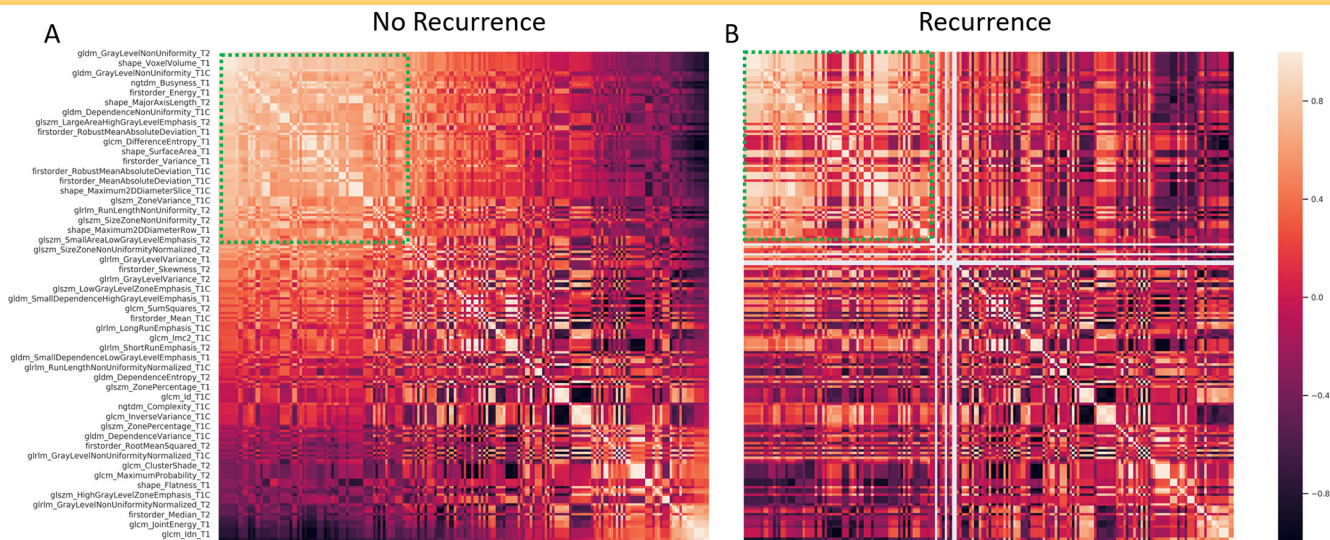 No Recurrence
Recurrence
A
B
gldm_GrayLevelNonUniformity_T2
shape_VoxelVolume_T1
gldm_GrayLevelNonUniformity_T1C
ngtdm_Busyness_T1
firstorder_Energy_T1
shape_MajorAxisLength_T2
gldm_DependenceNonUniformity_T1C
glszm_LargeAreaHighGrayLevelEmphasis_T2
firstorder_RobustMeanAbsoluteDeviation_T1
glcm_DifferenceEntropy_T1
shape_SurfaceArea_T1
firstorder_Variance_T1
firstorder_RobustMeanAbsoluteDeviation_T1C
firstorder_MeanAbsoluteDeviation_T1C
shape_Maximum2DDiameterSlice_T1C
glszm_ZoneVariance_T1C
glrlm_RunLengthNonUniformity_T2
glszm_SizeZoneNonUniformity_T2
shape_Maximum2DDiameterRow_T1
glszm_SmallAreaLowGrayLevelEmphasis_T2
glszm_SizeZoneNonUniformityNormalized_T2
glrlm_GrayLevelVariance_T1
firstorder_Skewness_T2
glrlm_GrayLevelVariance_T2
glszm_LowGrayLevelZoneEmphasis_T1C
gldm_SmallDependenceHighGrayLevelEmphasis_T1
glcm_SumSquares_T2
firstorder_Mean_T1C
glrlm_LongRunEmphasis_T1C
glcm_Imc2_T1C
glrlm_ShortRunEmphasis_T2
gldm_SmallDependenceLowGrayLevelEmphasis_T1
glrlm_RunLengthNonUniformityNormalized_T1C
gldm_DependenceEntropy_T2
glszm_ZonePercentage_T1
glcm_Id_T1C
ngtdm_Complexity_T1C
glcm_InverseVariance_T1C
glszm_ZonePercentage_T1C
gldm_DependenceVariance_T1C
firstorder_RootMeanSquared_T2
glrlm_GrayLevelNonUniformityNormalized_T1C
glcm_ClusterShade_T2
glcm_MaximumProbability_T2
shape_Flatness_T1
glszm_HighGrayLevelZoneEmphasis_T1C
glrlm_GrayLevelNonUniformityNormalized_T2
firstorder_Median_T2
glcm_JointEnergy_T1
glcm_Idn_T1
0.8
0.4
0.0
−0.4
−0.8